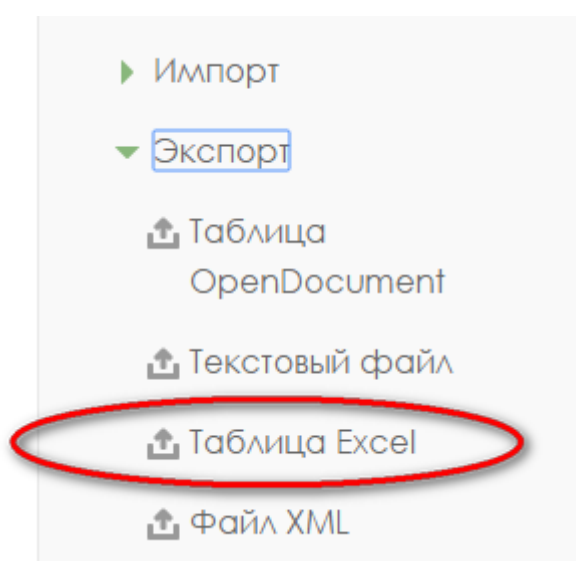 Импорт
Экспорт
Таблица
OpenDocument
Текстовый файл
Таблица Excel
Файл XML